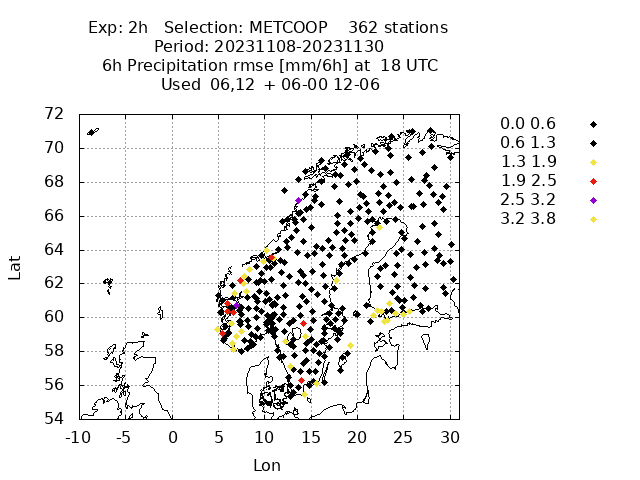 Exp: 2h   Selection: METCOOP    362 stations
Period: 20231108-20231130
6h Precipitation rmse [mm/6h] at  18 UTC
Used  06,12  + 06-00 12-06
72
70
68
66
64
62
60
58
56
54
Lat
-10 -5 0 5 10 15 20 25 30
Lon
0.0 0.6
0.6 1.3
1.3 1.9
1.9 2.5
2.5 3.2
3.2 3.8